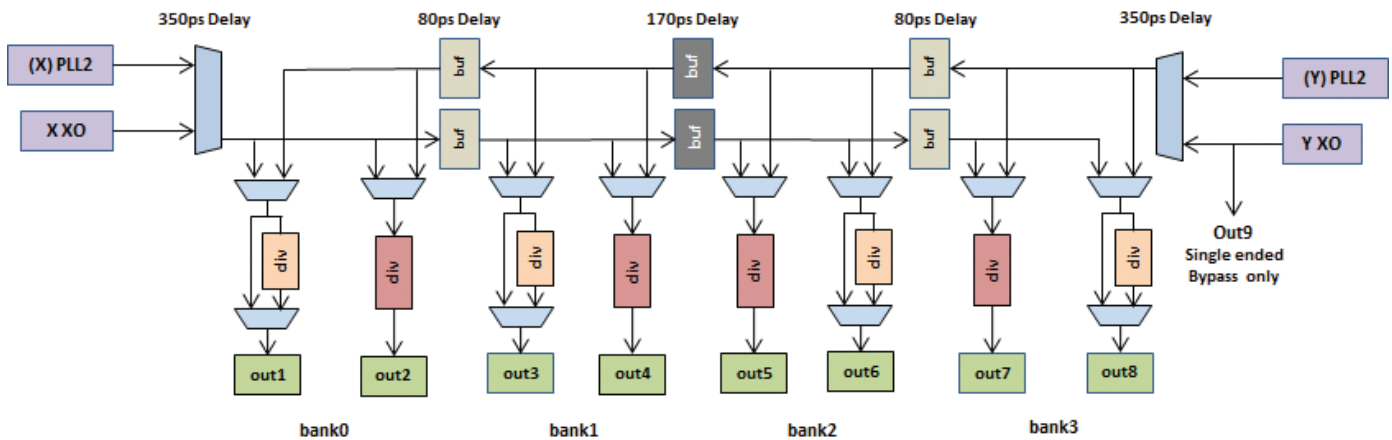 350ps Delay
80ps Delay
170ps Delay
80ps Delay
350ps Delay
(X) PLL2
buf
buf
buf
(Y) PLL2
X XO
buf
buf
buf
Y XO
div
div
div
div
div
div
div
div
Out9
Single ended
Bypass only
out1
out2
out3
out4
out5
out6
out7
out8
bank0
bank1
bank2
bank3